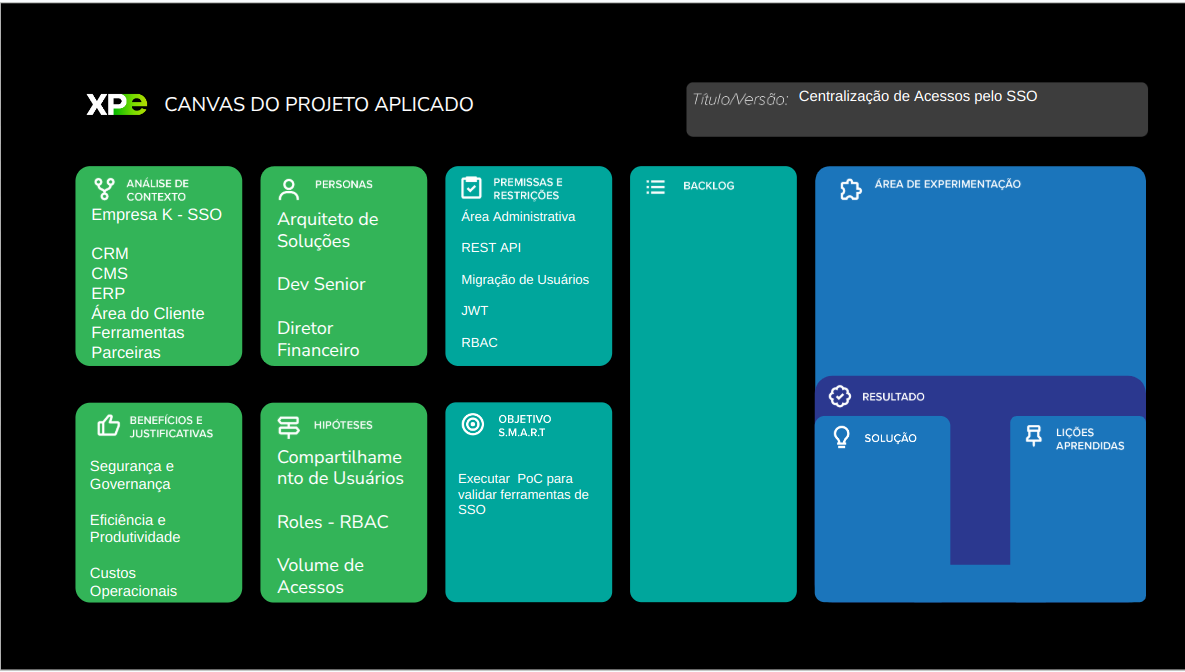 XPe CANVAS DO PROJETO APLICADO
Título/Versão: Centralização de Acessos pelo SSO
ANÁLISE DE
CONTEXTO
Empresa K - SSO
CRM
CMS
ERP
Área do Cliente
Ferramentas
Parceiras
PERSONAS
Arquiteto de
Soluções
Dev Senior
Diretor
Financeiro
PREMISSAS E
RESTRIÇÕES
Área Administrativa
REST API
Migração de Usuários
JWT
RBAC
BACKLOG
ÁREA DE EXPERIMENTAÇÃO
BENEFÍCIOS E
JUSTIFICATIVAS
Segurança e
Governança
Eficiência e
Produtividade
Custos
Operacionais
HIPÓTESES
Compartilhame
nto de Usuários
Roles - RBAC
Volume de
Acessos
OBJETIVO
S.M.A.R.T
Executar  PoC para
validar ferramentas de
SSO
RESULTADO
SOLUÇÃO
LIÇÕES
APRENDIDAS